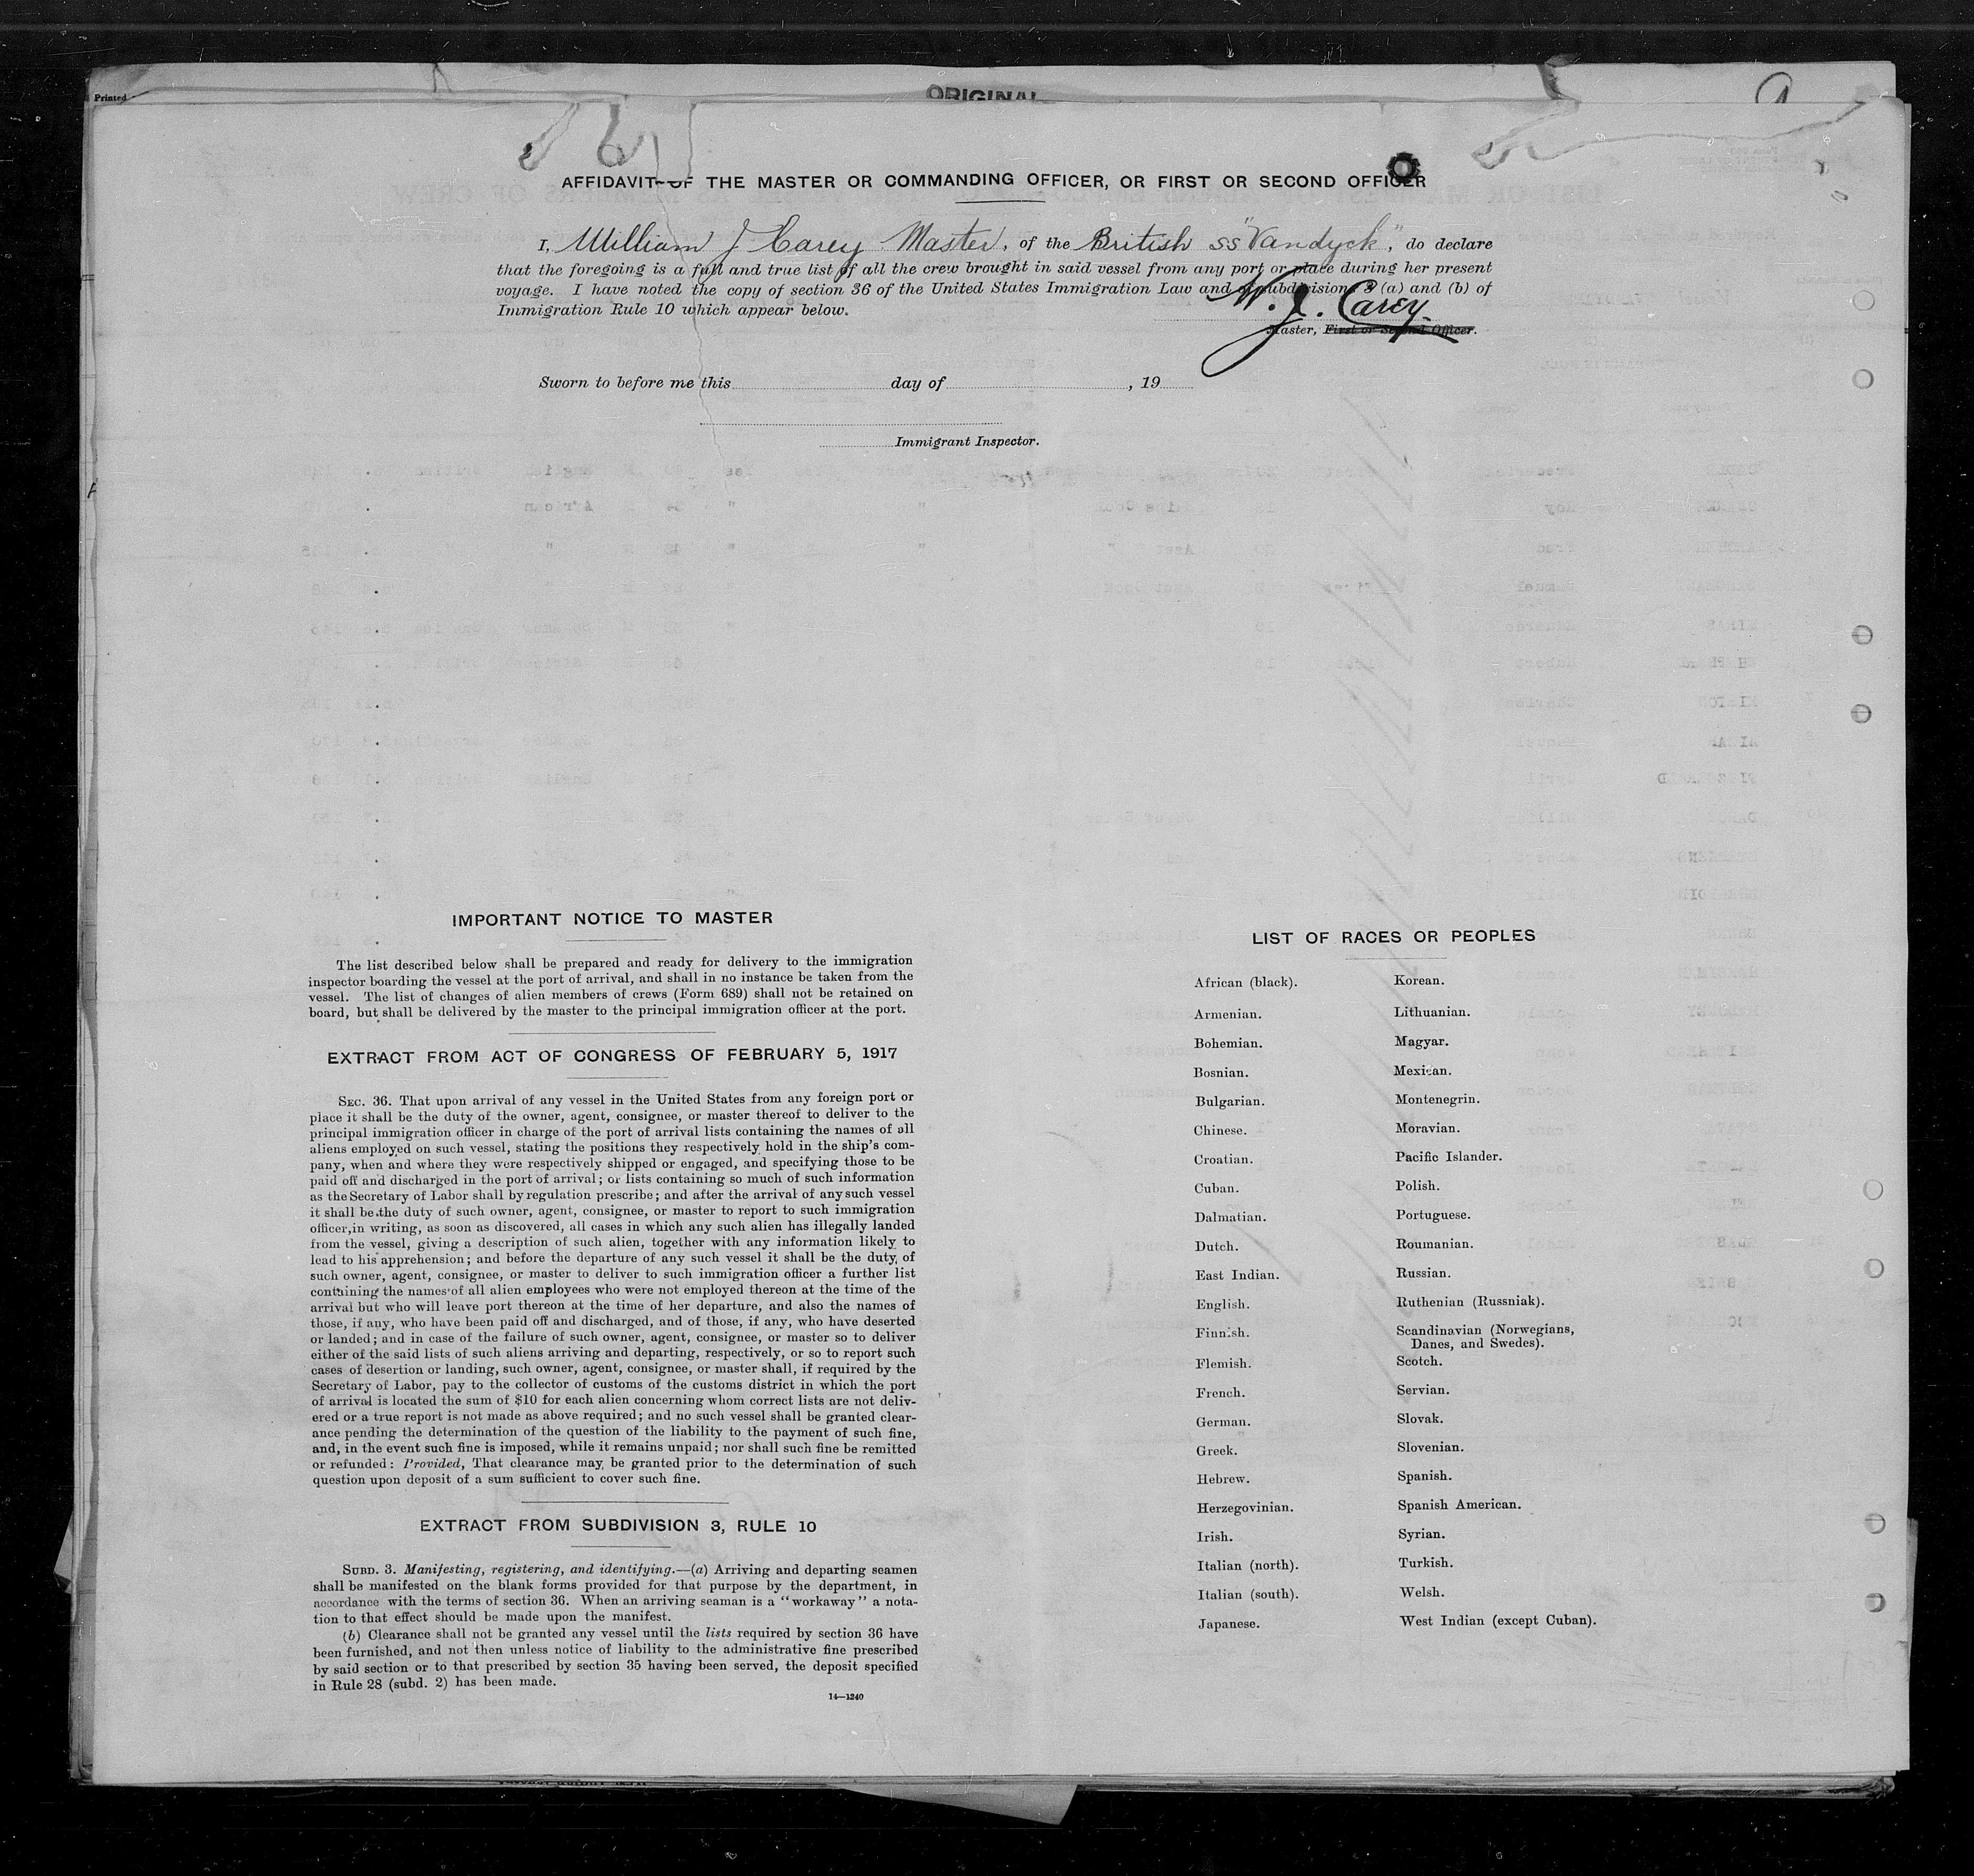 Printed
ORIGINAL
AFFIDAVIT OF THE MASTER OR COMMANDING OFFICER, OR FIRST OR SECOND OFFICER
I, William J Carey Master, of the British SS "Vandyck", do declare
that the foregoing is a full and true list of all the crew brought in said vessel from any port or place during her present
voyage. I have noted the copy of section 36 of the United States Immigration Law and of subdivisions 3 (a) and (b) of
Immigration Rule 10 which appear below.
W. J. Carey
Master, First or Second Officer.
Sworn to before me this day of , 19
Immigrant Inspector.
IMPORTANT NOTICE TO MASTER
The list described below shall be prepared and ready for delivery to the immigration
inspector boarding the vessel at the port of arrival, and shall in no instance be taken from the
vessel. The list of changes of alien members of crews (Form 689) shall not be retained on
board, but shall be delivered by the master to the principal immigration officer at the port.
EXTRACT FROM ACT OF CONGRESS OF FEBRUARY 5, 1917
SEC. 36. That upon arrival of any vessel in the United States from any foreign port or
place it shall be the duty of the owner, agent, consignee, or master thereof to deliver to the
principal immigration officer in charge of the port of arrival lists containing the names of all
aliens employed on such vessel, stating the positions they respectively hold in the ship's com-
pany, when and where they were respectively shipped or engaged, and specifying those to be
paid off and discharged in the port of arrival; or lists containing so much of such information
as the Secretary of Labor shall by regulation prescribe; and after the arrival of any such vessel
it shall be the duty of such owner, agent, consignee, or master to report to such immigration
officer, in writing, as soon as discovered, all cases in which any such alien has illegally landed
from the vessel, giving a description of such alien, together with any information likely to
lead to his apprehension; and before the departure of any such vessel it shall be the duty of
such owner, agent, consignee, or master to deliver to such immigration officer a further list
containing the names of all alien employees who were not employed thereon at the time of the
arrival but who will leave port thereon at the time of her departure, and also the names of
those, if any, who have been paid off and discharged, and of those, if any, who have deserted
or landed; and in case of the failure of such owner, agent, consignee, or master so to deliver
either of the said lists of such aliens arriving and departing, respectively, or so to report such
cases of desertion or landing, such owner, agent, consignee, or master shall, if required by the
Secretary of Labor, pay to the collector of customs of the customs district in which the port
of arrival is located the sum of $10 for each alien concerning whom correct lists are not deliv-
ered or a true report is not made as above required; and no such vessel shall be granted clear-
ance pending the determination of the question of the liability to the payment of such fine,
and, in the event such fine is imposed, while it remains unpaid; nor shall such fine be remitted
or refunded: Provided, That clearance may be granted prior to the determination of such
question upon deposit of a sum sufficient to cover such fine.
EXTRACT FROM SUBDIVISION 3, RULE 10
SUBD. 3. Manifesting, registering, and identifying.—(a) Arriving and departing seamen
shall be manifested on the blank forms provided for that purpose by the department, in
accordance with the terms of section 36. When an arriving seaman is a "workaway" a nota-
tion to that effect should be made upon the manifest.
(b) Clearance shall not be granted any vessel until the lists required by section 36 have
been furnished, and not then unless notice of liability to the administrative fine prescribed
by said section or to that prescribed by section 35 having been served, the deposit specified
in Rule 28 (subd. 2) has been made.
14—1240
LIST OF RACES OR PEOPLES
African (black).
Armenian.
Bohemian.
Bosnian.
Bulgarian.
Chinese.
Croatian.
Cuban.
Dalmatian.
Dutch.
East Indian.
English.
Finnish.
Flemish.
French.
German.
Greek.
Hebrew.
Herzegovinian.
Irish.
Italian (north).
Italian (south).
Japanese.
Korean.
Lithuanian.
Magyar.
Mexican.
Montenegrin.
Moravian.
Pacific Islander.
Polish.
Portuguese.
Roumanian.
Russian.
Ruthenian (Russniak).
Scandinavian (Norwegians,
Danes, and Swedes).
Scotch.
Servian.
Slovak.
Slovenian.
Spanish.
Spanish American.
Syrian.
Turkish.
Welsh.
West Indian (except Cuban).